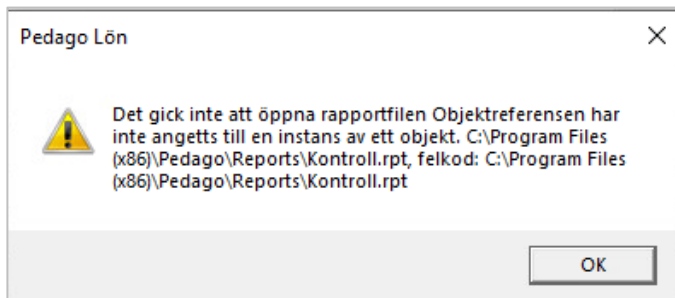 Pedago Lön
Det gick inte att öppna rapportfilen Objektreferensen har
inte angetts till en instans av ett objekt. C:\Program Files
(x86)\Pedago\Reports\Kontroll.rpt, felkod: C:\Program Files
(x86)\Pedago\Reports\Kontroll.rpt
OK